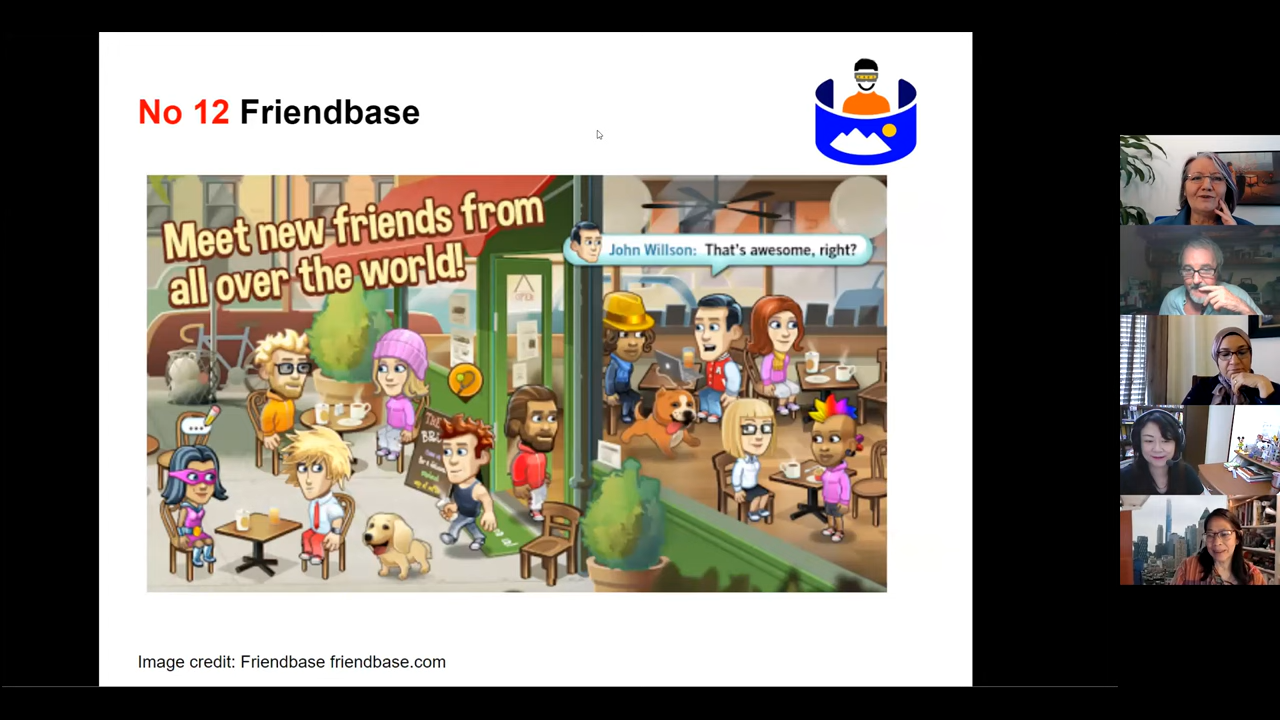 No 12 Friendbase
Meet new friends from
all over the world!
John Willson: That's awesome, right?
OPEN
Image credit: Friendbase friendbase.com